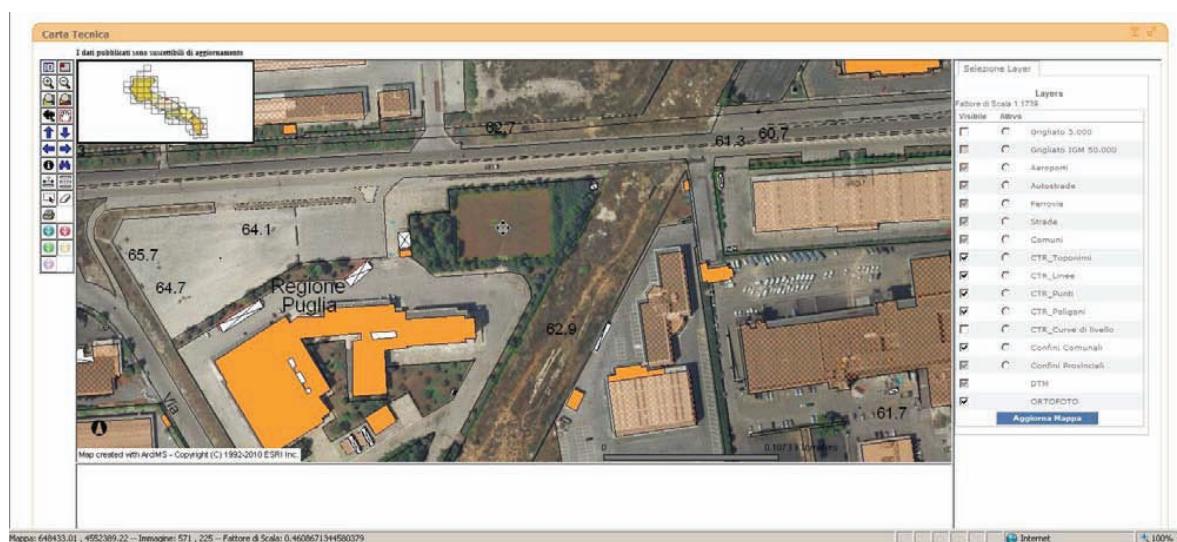 Carta Tecnica
I dati pubblicati sono suscettibili di aggiornamento
Selezione Layer
Layers
Fattore di Scala 1:1739
Visibile Attivo
Grigliato 5.000
Grigliato IGM 50.000
Aeroporti
Autostrade
Ferrovia
Strade
Comuni
CTR_Toponimi
CTR_Linee
CTR_Punti
CTR_Poligoni
CTR_Curve di livello
Confini Comunali
Confini Provinciali
DTM
ORTOFOTO
Aggiorna Mappa
62.7
61.3
60.7
64.1
65.7
64.7
Regione
Puglia
62.9
61.7
Via
0
Map created with ArcIMS - Copyright (C) 1992-2010 ESRI Inc.
Mappa: 648433.01 , 4552389.22 -- Immagine: 571 , 225 -- Fattore di Scala: 0.4608671344580379
Internet
100%